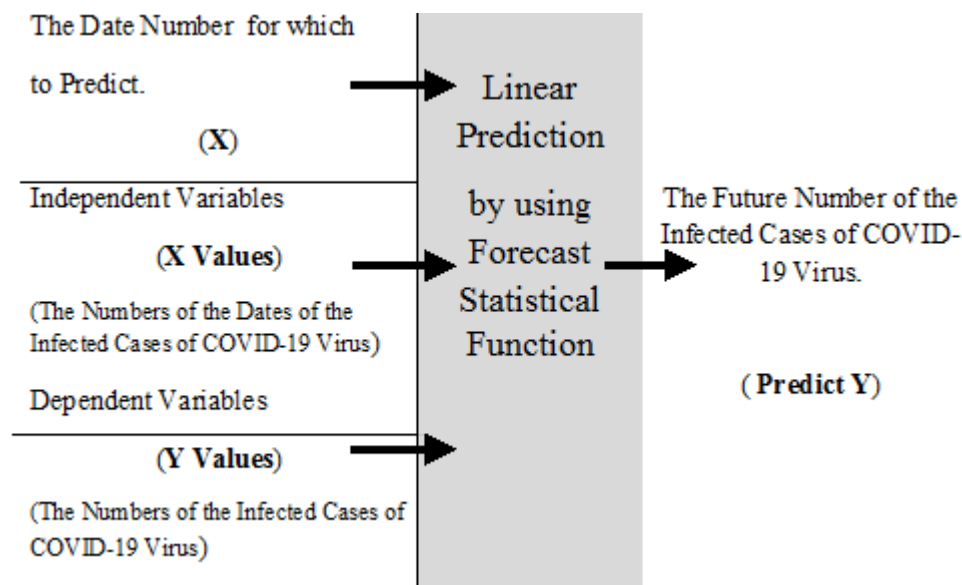 The Date Number for which
to Predict.
(X)
Independent Variables
(X Values)
(The Numbers of the Dates of the
Infected Cases of COVID-19 Virus)
Dependent Variables
(Y Values)
(The Numbers of the Infected Cases of
COVID-19 Virus)
Linear
Prediction
by using
Forecast
Statistical
Function
The Future Number of the
Infected Cases of COVID-
19 Virus.
( Predict Y)